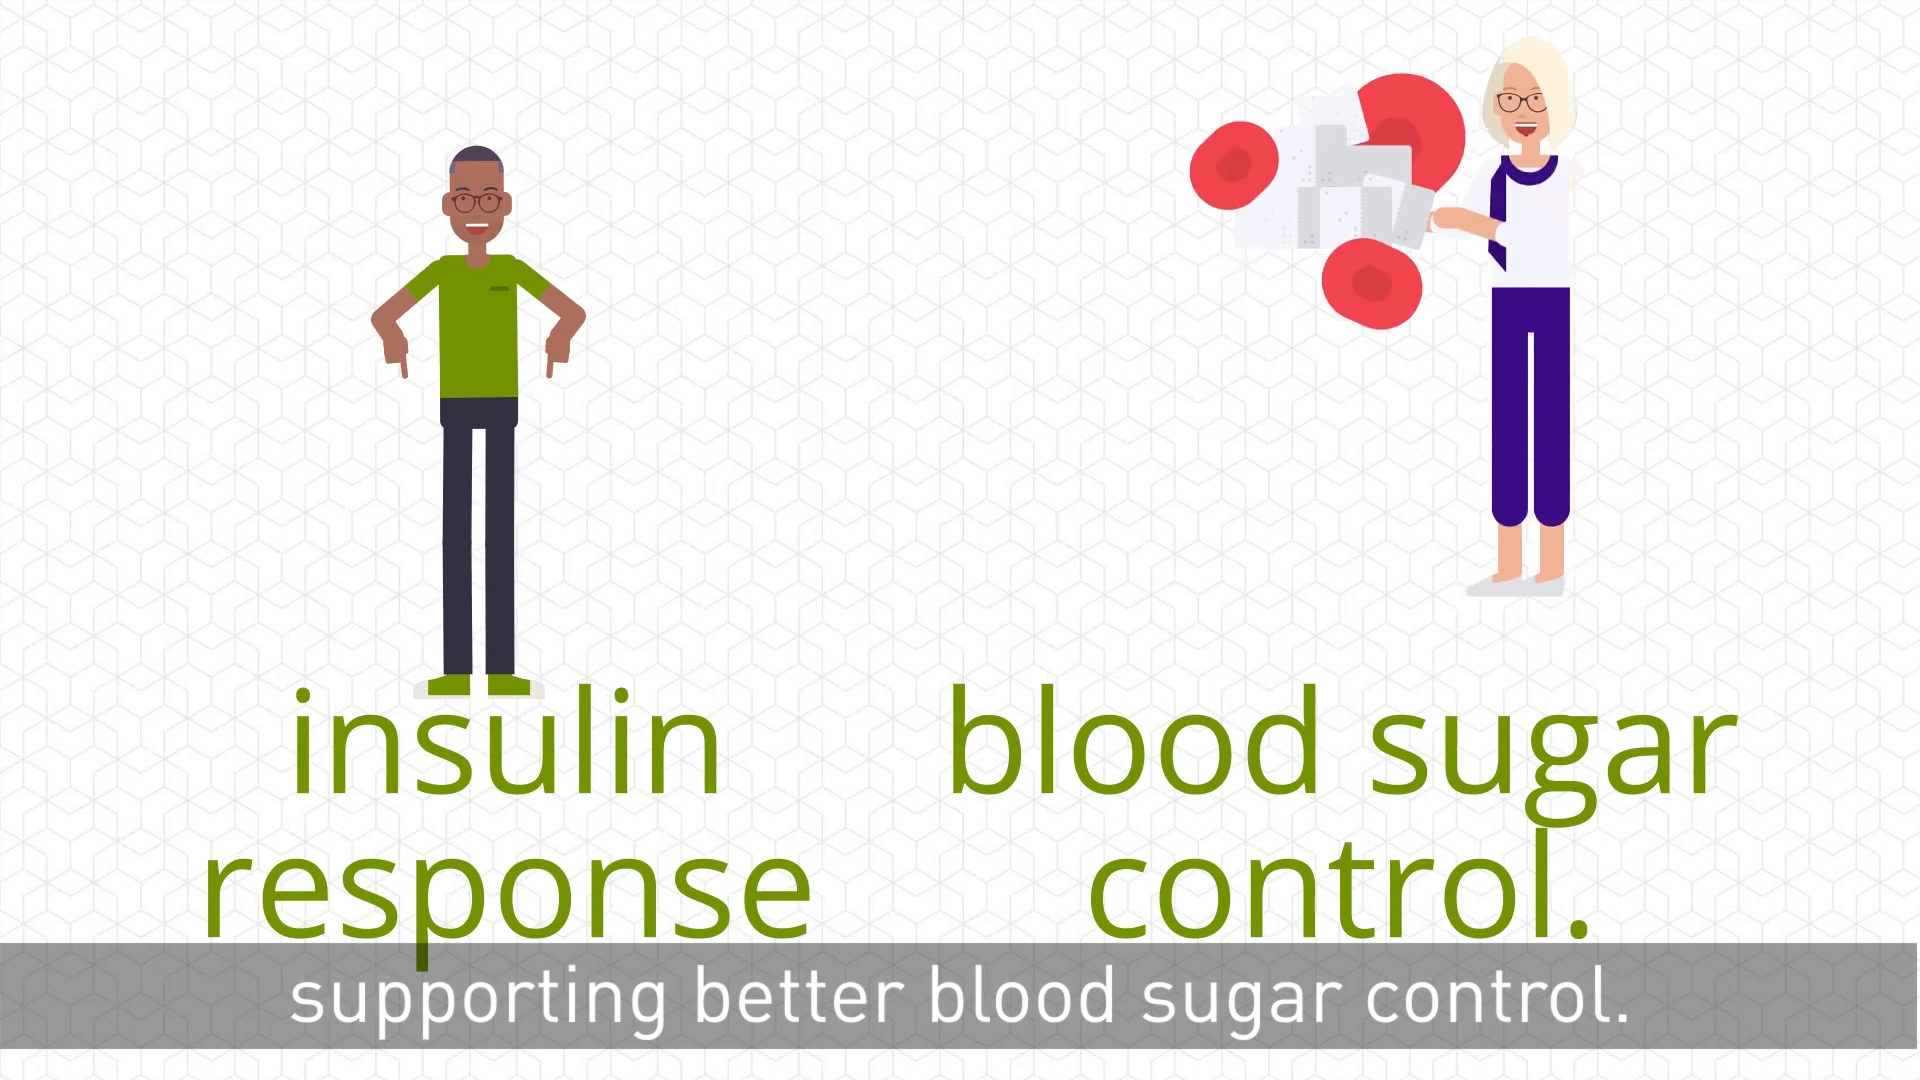 insulin
response
blood sugar
control.
supporting better blood sugar control.